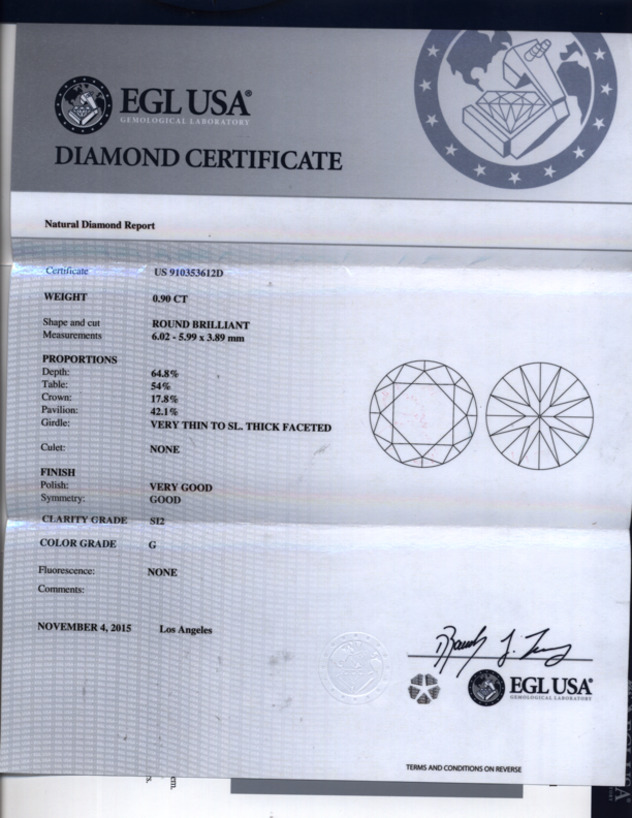 EGL USA®
GEMOLOGICAL LABORATORY
DIAMOND CERTIFICATE
Natural Diamond Report
Certificate US 910353612D
WEIGHT 0.90 CT
Shape and cut ROUND BRILLIANT
Measurements 6.02 - 5.99 x 3.89 mm
PROPORTIONS
Depth: 64.8%
Table: 54%
Crown: 17.8%
Pavilion: 42.1%
Girdle: VERY THIN TO SL. THICK FACETED
Culet: NONE
FINISH
Polish: VERY GOOD
Symmetry: GOOD
CLARITY GRADE SI2
COLOR GRADE G
Fluorescence: NONE
Comments:
NOVEMBER 4, 2015 Los Angeles
EGL USA®
GEMOLOGICAL LABORATORY
TERMS AND CONDITIONS ON REVERSE